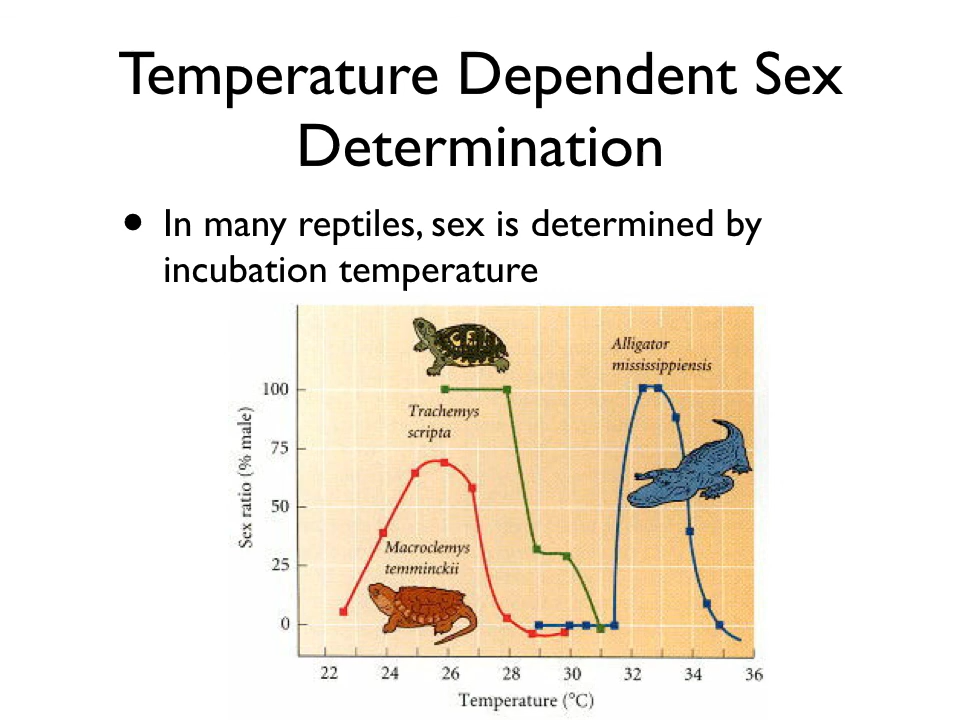 Temperature Dependent Sex
Determination
• In many reptiles, sex is determined by
incubation temperature
Alligator
mississippiensis
100
Trachemys
scripta
75
Sex ratio (% male)
50
Macroclemys
temminckii
25
0
22 24 26 28 30 32 34 36
Temperature (°C)